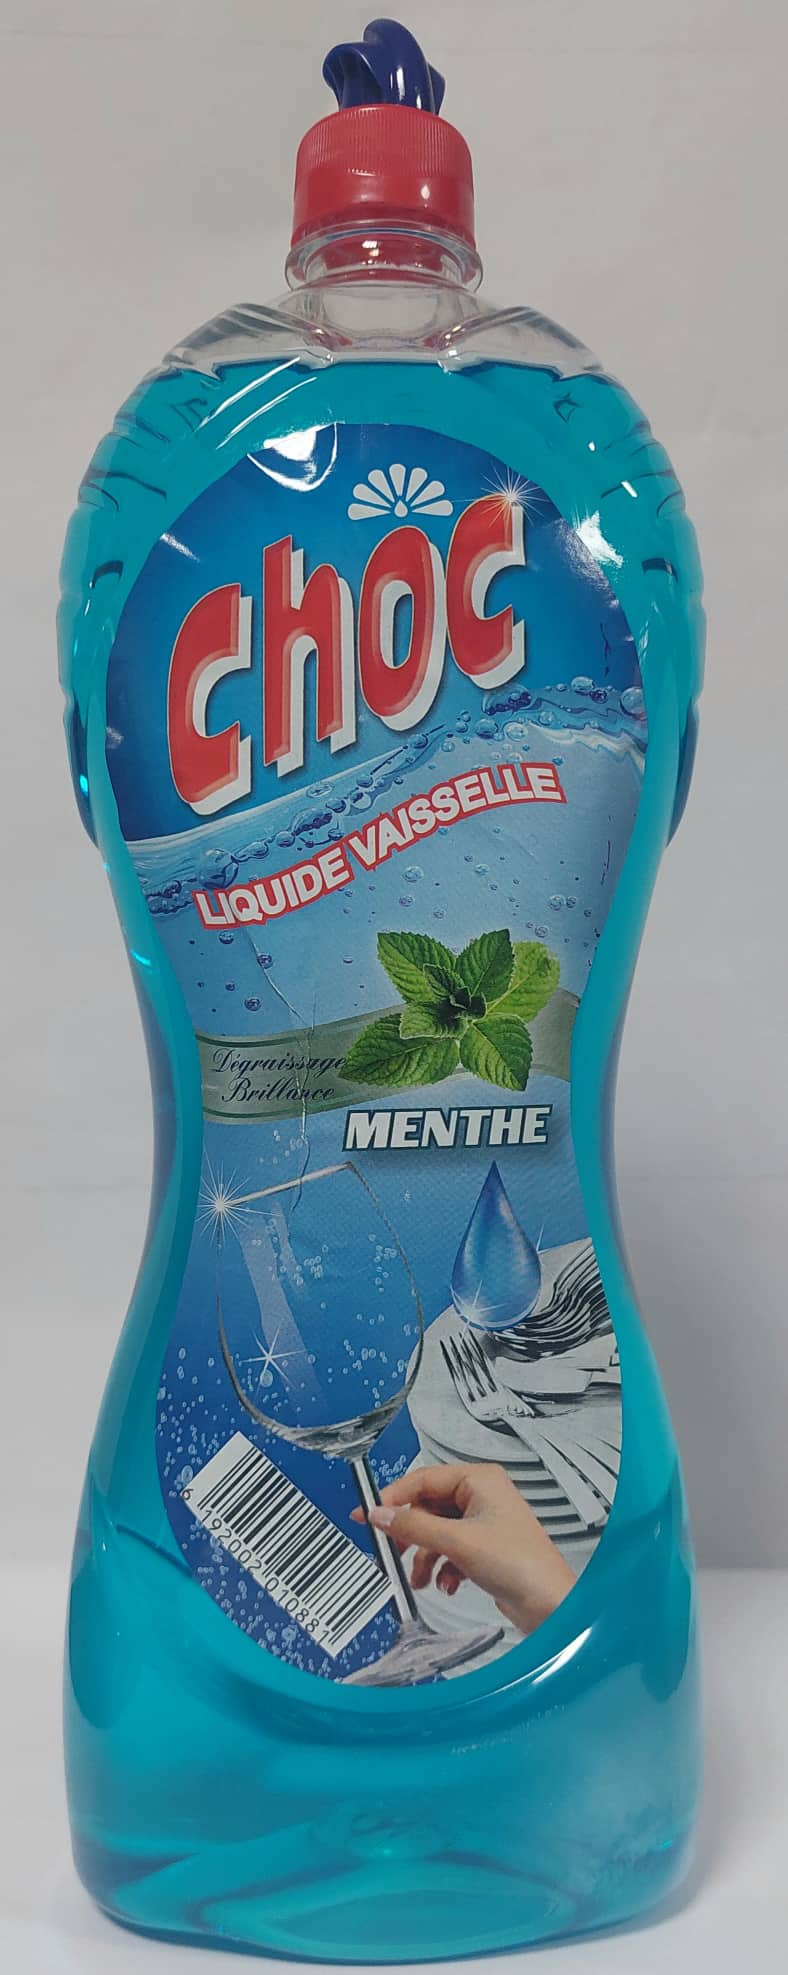 choc
LIQUIDE VAISSELLE
Dégraissage
Brillance
MENTHE
6 192002 010881